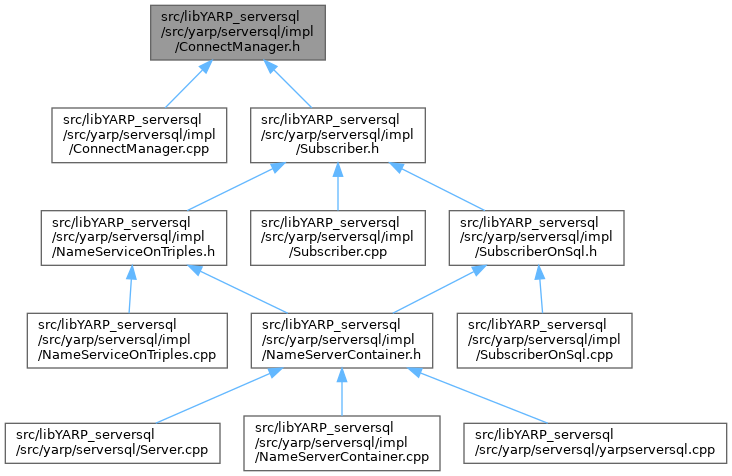 src/libYARP_serversql
/src/yarp/serversql/impl
/ConnectManager.h
src/libYARP_serversql
/src/yarp/serversql/impl
/ConnectManager.cpp
src/libYARP_serversql
/src/yarp/serversql/impl
/Subscriber.h
src/libYARP_serversql
/src/yarp/serversql/impl
/NameServiceOnTriples.h
src/libYARP_serversql
/src/yarp/serversql/impl
/Subscriber.cpp
src/libYARP_serversql
/src/yarp/serversql/impl
/SubscriberOnSql.h
src/libYARP_serversql
/src/yarp/serversql/impl
/NameServiceOnTriples.cpp
src/libYARP_serversql
/src/yarp/serversql/impl
/NameServerContainer.h
src/libYARP_serversql
/src/yarp/serversql/impl
/SubscriberOnSql.cpp
src/libYARP_serversql
/src/yarp/serversql/Server.cpp
src/libYARP_serversql
/src/yarp/serversql/impl
/NameServerContainer.cpp
src/libYARP_serversql
/src/yarp/serversql/yarpserversql.cpp